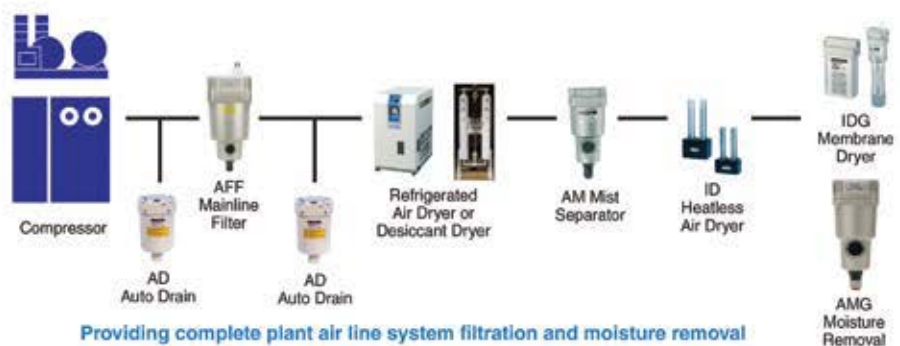 Compressor
AD
Auto Drain
AFF
Mainline
Filter
AD
Auto Drain
Refrigerated
Air Dryer or
Desiccant Dryer
AM Mist
Separator
ID
Heatless
Air Dryer
IDG
Membrane
Dryer
AMG
Moisture
Removal
Providing complete plant air line system filtration and moisture removal